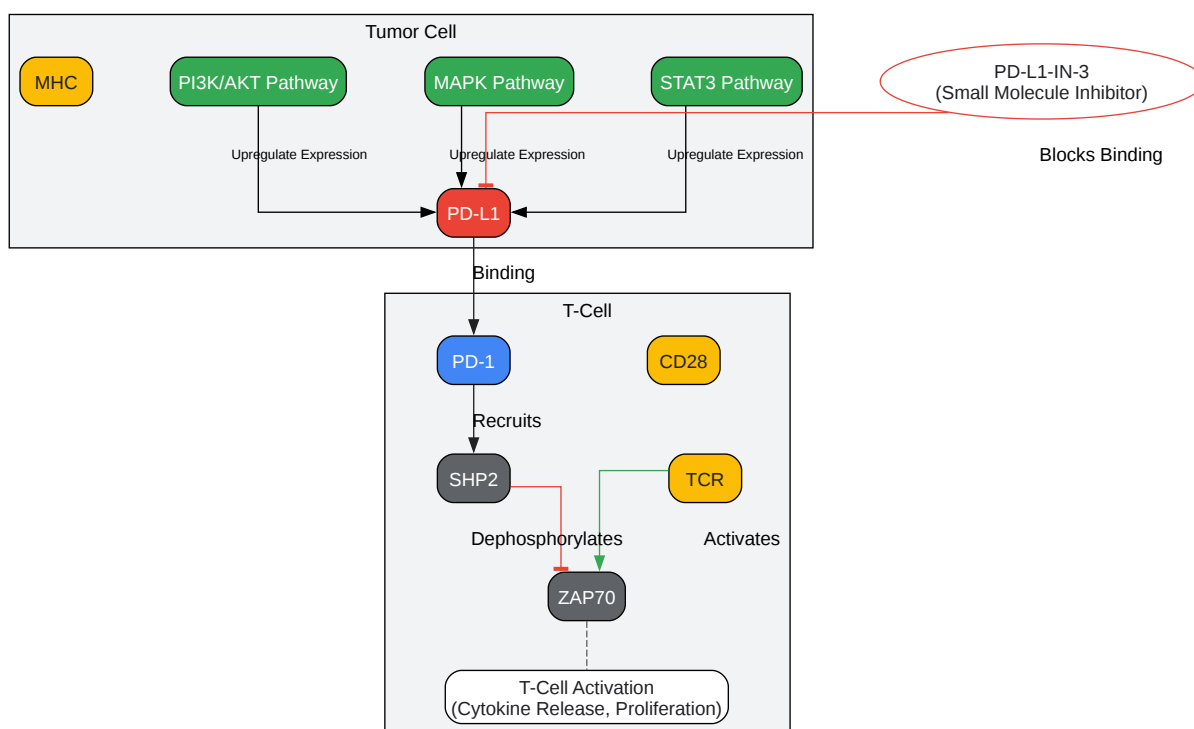 Tumor Cell
MHC
PI3K/AKT Pathway
MAPK Pathway
STAT3 Pathway
PD-L1-IN-3
(Small Molecule Inhibitor)
Upregulate Expression
Upregulate Expression
Upregulate Expression
Blocks Binding
PD-L1
Binding
T-Cell
PD-1
CD28
Recruits
SHP2
TCR
Dephosphorylates
Activates
ZAP70
T-Cell Activation
(Cytokine Release, Proliferation)